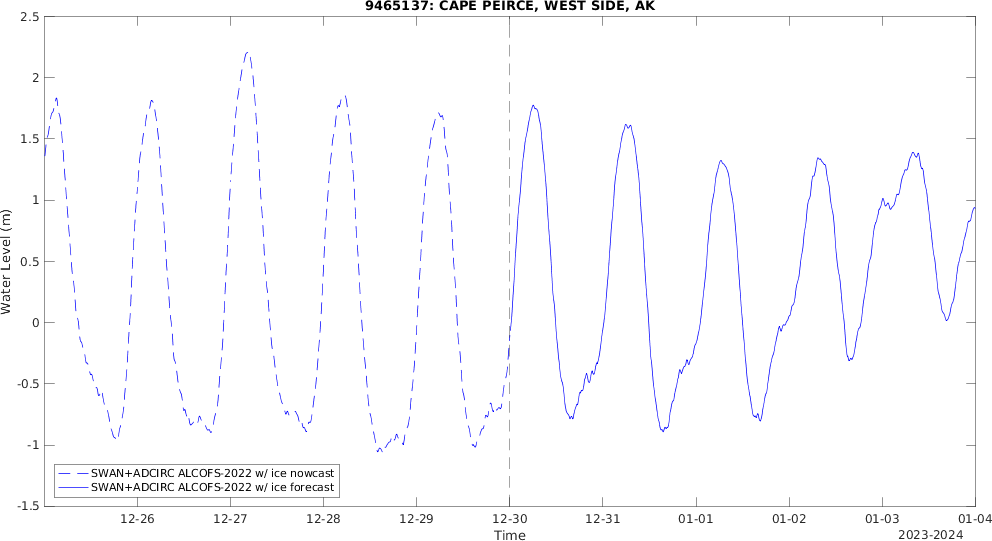 9465137: CAPE PEIRCE, WEST SIDE, AK
2.5
2
1.5
1
0.5
0
-0.5
-1
-1.5
Water Level (m)
SWAN+ADCIRC ALCOFS-2022 w/ ice nowcast
SWAN+ADCIRC ALCOFS-2022 w/ ice forecast
12-26 12-27 12-28 12-29 12-30 12-31 01-01 01-02 01-03 01-04
Time
2023-2024